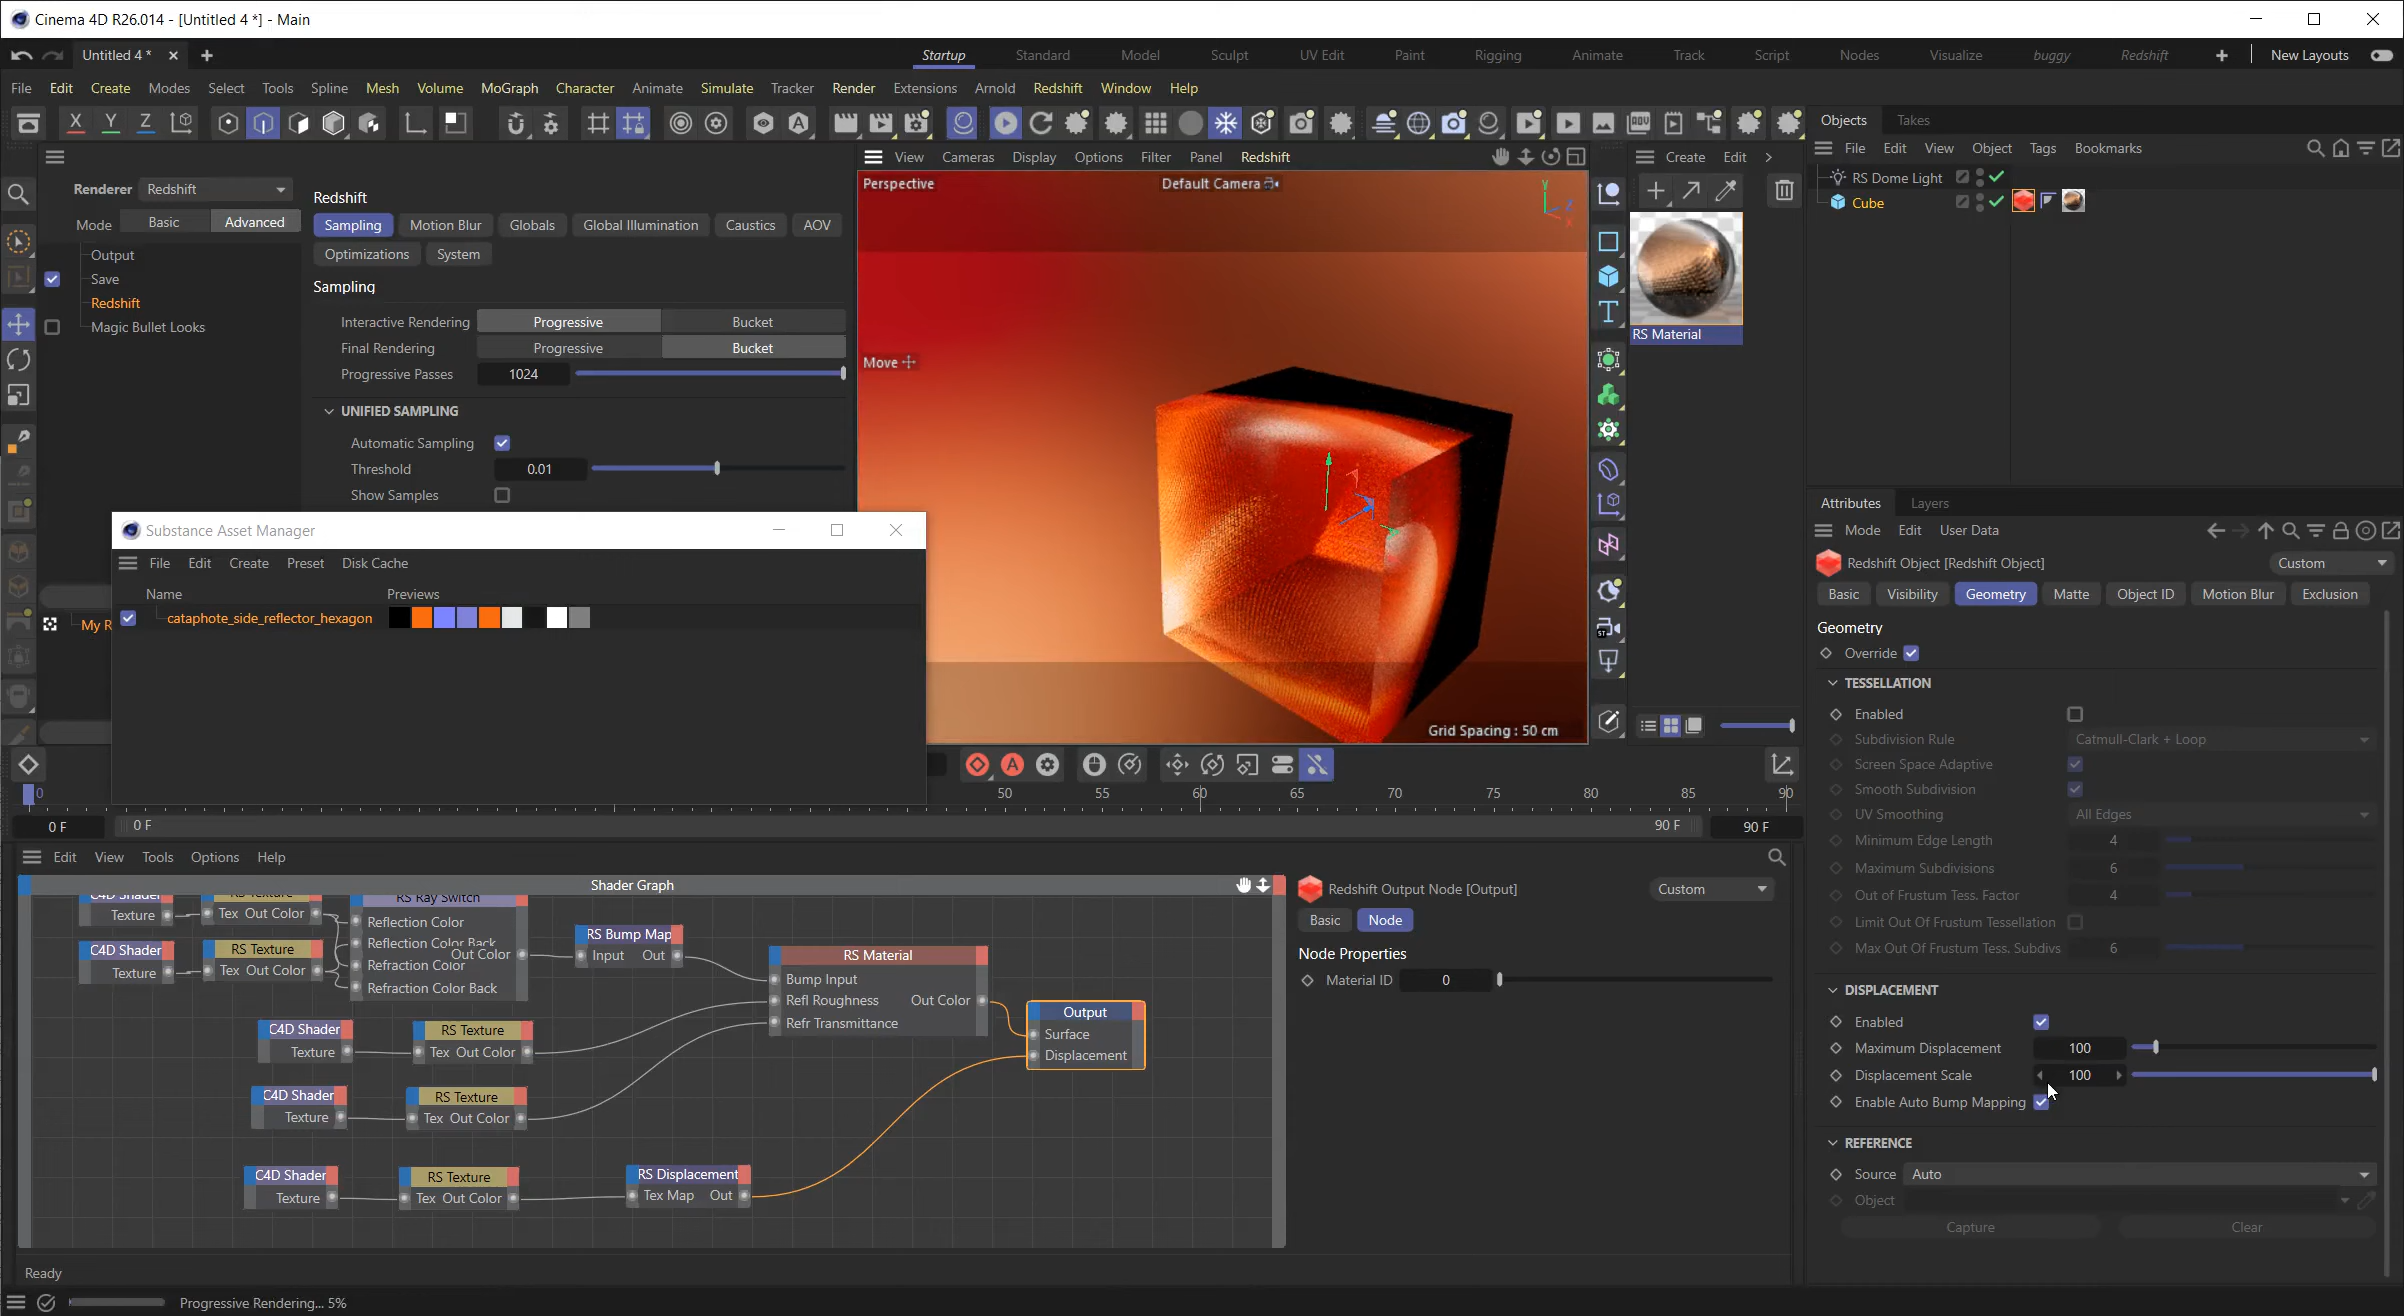 Cinema 4D R26.014 - [Untitled 4 *] - Main
Untitled 4 *
Startup Standard Model Sculpt UV Edit Paint Rigging Animate Track Script Nodes Visualize buggy Redshift New Layouts
File Edit Create Modes Select Tools Spline Mesh Volume MoGraph Character Animate Simulate Tracker Render Extensions Arnold Redshift Window Help
X Y Z
Renderer Redshift
Mode Basic Advanced
Output
Save
Redshift
Magic Bullet Looks
My R
Redshift
Sampling Motion Blur Globals Global Illumination Caustics AOV
Optimizations System
Sampling
Interactive Rendering Progressive Bucket
Final Rendering Progressive Bucket
Progressive Passes 1024
UNIFIED SAMPLING
Automatic Sampling
Threshold 0.01
Show Samples
Substance Asset Manager
File Edit Create Preset Disk Cache
Name Previews
cataphote_side_reflector_hexagon
View Cameras Display Options Filter Panel Redshift
Perspective Default Camera
Move
Grid Spacing : 50 cm
Create Edit
RS Material
Objects Takes
File Edit View Object Tags Bookmarks
RS Dome Light
Cube
Attributes Layers
Mode Edit User Data
Redshift Object [Redshift Object] Custom
Basic Visibility Geometry Matte Object ID Motion Blur Exclusion
Geometry
Override
TESSELLATION
Enabled
Subdivision Rule Catmull-Clark + Loop
Screen Space Adaptive
Smooth Subdivision
UV Smoothing All Edges
Minimum Edge Length 4
Maximum Subdivisions 6
Out of Frustum Tess. Factor 4
Limit Out Of Frustum Tessellation
Max Out Of Frustum Tess. Subdivs 6
DISPLACEMENT
Enabled
Maximum Displacement 100
Displacement Scale 100
Enable Auto Bump Mapping
REFERENCE
Source Auto
Object
Capture Clear
0 50 55 60 65 70 75 80 85 90
0 F 0 F 90 F 90 F
Edit View Tools Options Help
Shader Graph
C4D Shader
Texture
RS Texture
Tex Out Color
RS Ray Switch
Reflection Color
Reflection Color Back
Out Color
Refraction Color
Refraction Color Back
C4D Shader
Texture
RS Texture
Tex Out Color
RS Bump Map
Input Out
RS Material
Bump Input
Refl Roughness Out Color
Refr Transmittance
Output
Surface
Displacement
C4D Shader
Texture
RS Texture
Tex Out Color
C4D Shader
Texture
RS Texture
Tex Out Color
C4D Shader
Texture
RS Texture
Tex Out Color
RS Displacement
Tex Map Out
Redshift Output Node [Output] Custom
Basic Node
Node Properties
Material ID 0
Ready
Progressive Rendering... 5%